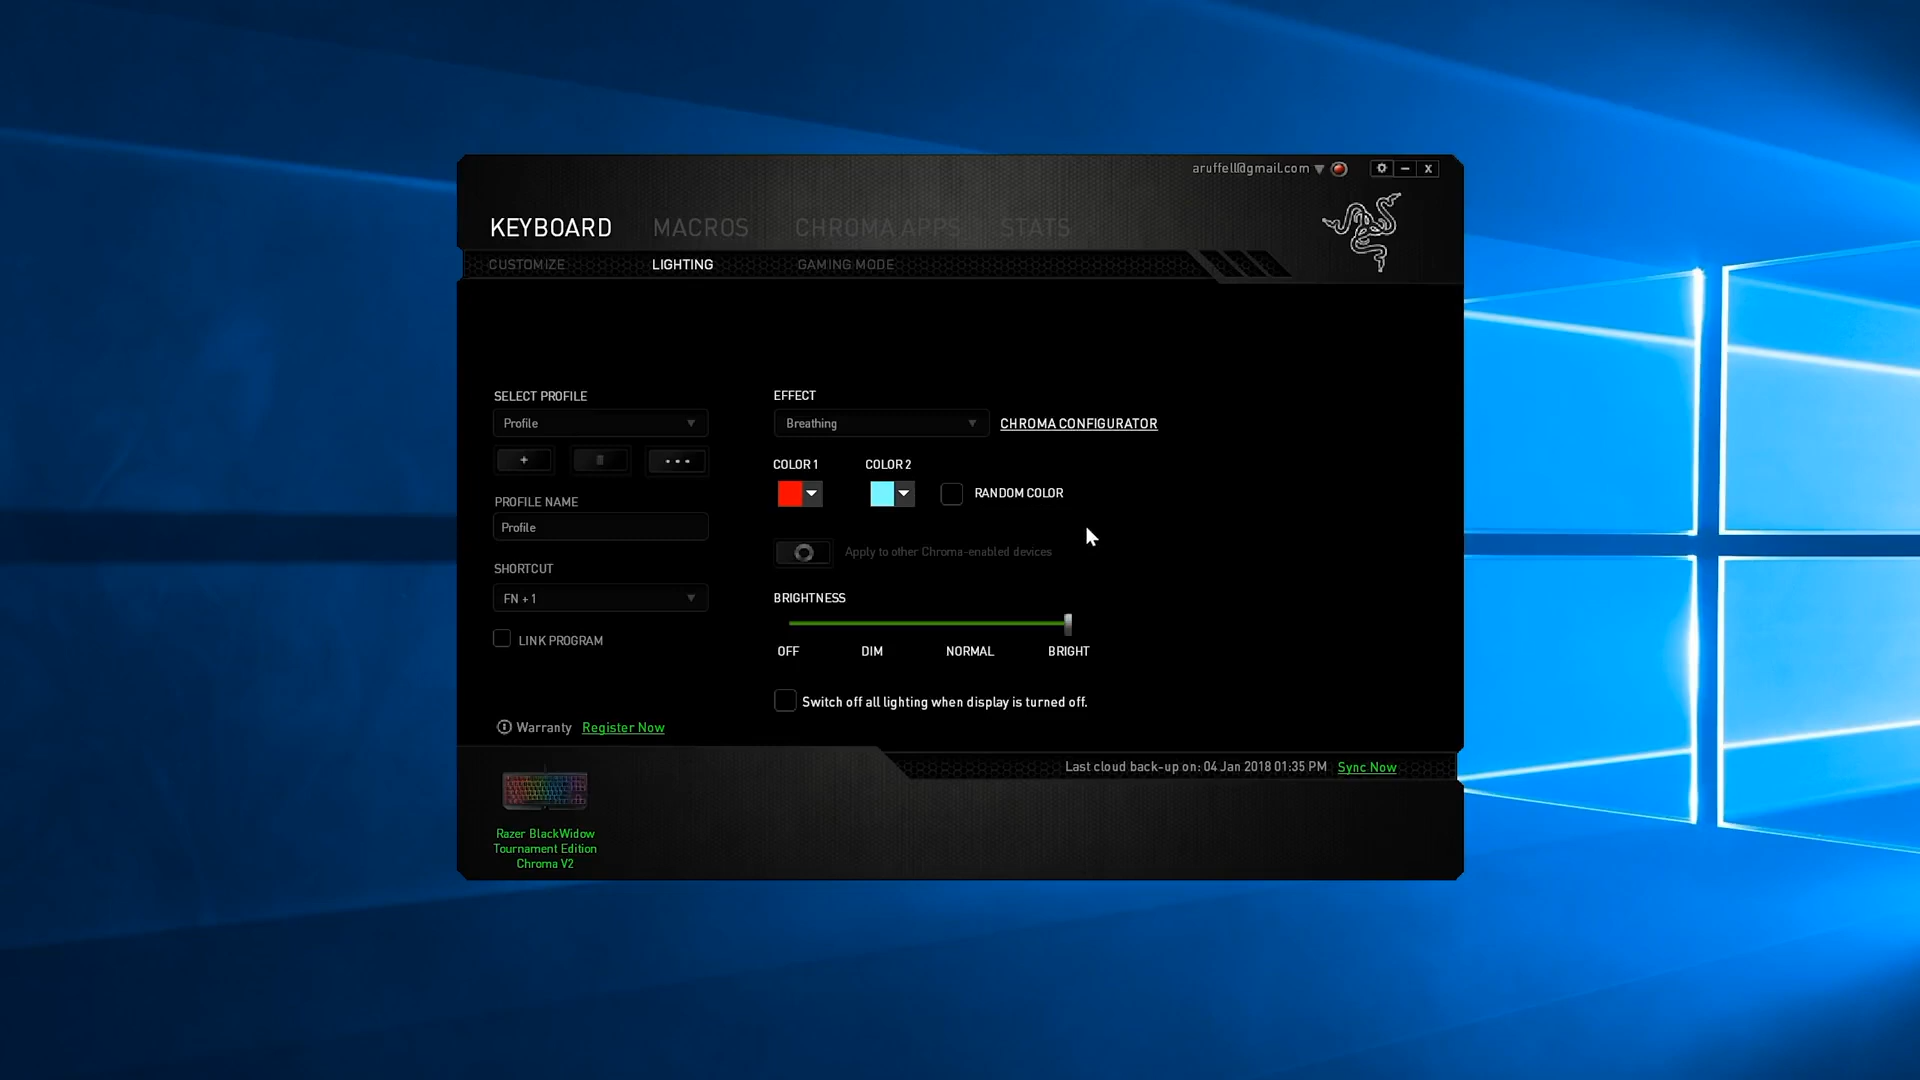 aruffell@gmail.com
X
KEYBOARD MACROS CHROMA APPS STATS
CUSTOMIZE LIGHTING GAMING MODE
SELECT PROFILE
Profile
+
PROFILE NAME
Profile
SHORTCUT
FN + 1
LINK PROGRAM
Warranty Register Now
EFFECT
Breathing
CHROMA CONFIGURATOR
COLOR 1 COLOR 2
RANDOM COLOR
Apply to other Chroma-enabled devices
BRIGHTNESS
OFF DIM NORMAL BRIGHT
Switch off all lighting when display is turned off.
Last cloud back-up on: 04 Jan 2018 01:35 PM Sync Now
Razer BlackWidow
Tournament Edition
Chroma V2